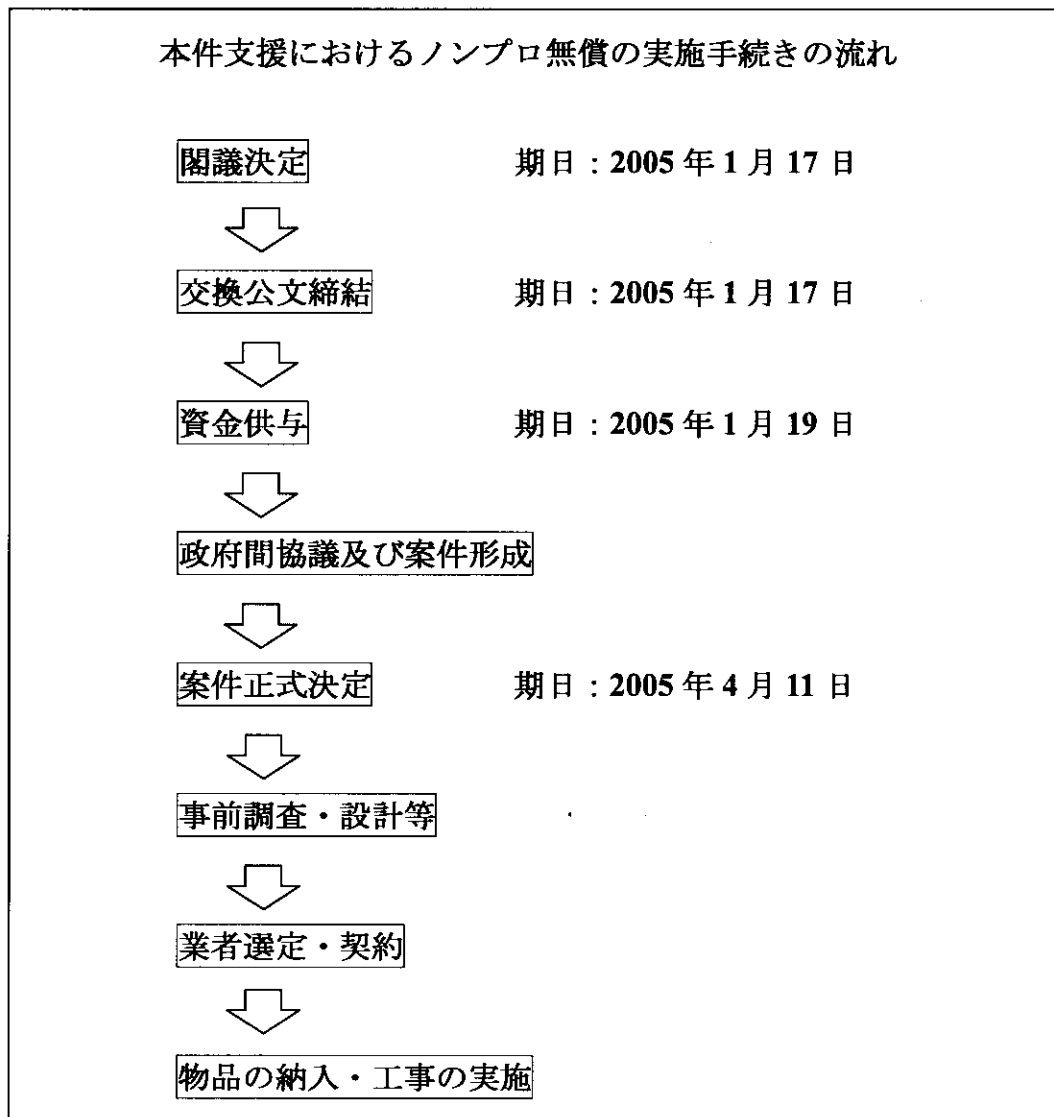 本件支援におけるノンプロ無償の実施手続きの流れ
閣議決定 期日：2005年1月17日
交換公文締結 期日：2005年1月17日
資金供与 期日：2005年1月19日
政府間協議及び案件形成
案件正式決定 期日：2005年4月11日
事前調査・設計等
業者選定・契約
物品の納入・工事の実施